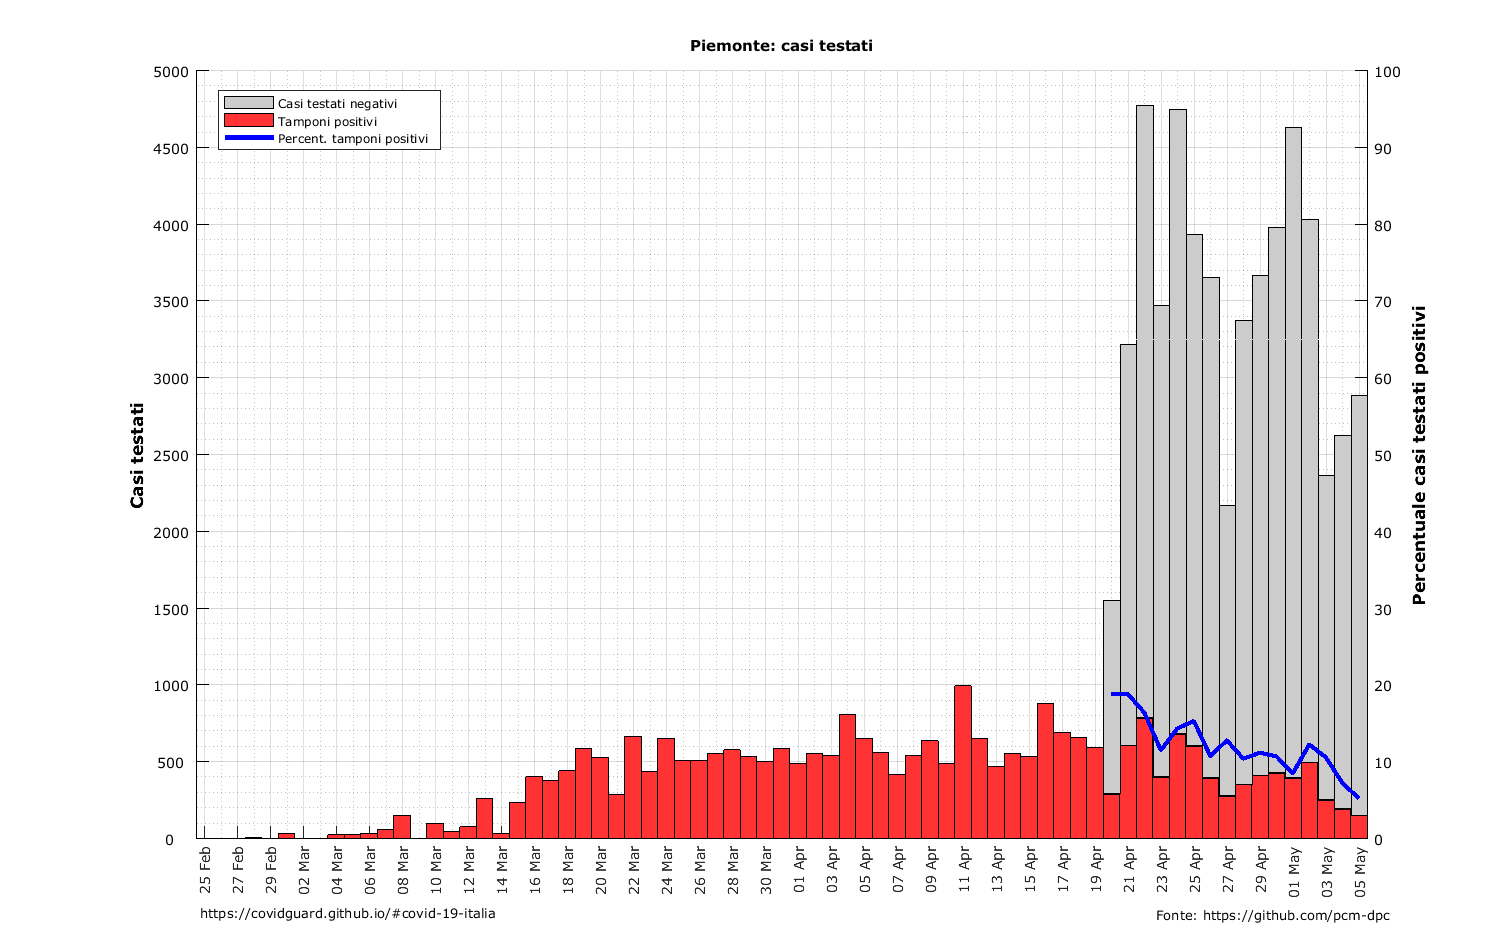 Piemonte: casi testati
Casi testati negativi
Tamponi positivi
Percent. tamponi positivi
5000
4500
4000
3500
3000
2500
2000
1500
1000
500
0
Casi testati
100
90
80
70
60
50
40
30
20
10
0
Percentuale casi testati positivi
25 Feb
27 Feb
29 Feb
02 Mar
04 Mar
06 Mar
08 Mar
10 Mar
12 Mar
14 Mar
16 Mar
18 Mar
20 Mar
22 Mar
24 Mar
26 Mar
28 Mar
30 Mar
01 Apr
03 Apr
05 Apr
07 Apr
09 Apr
11 Apr
13 Apr
15 Apr
17 Apr
19 Apr
21 Apr
23 Apr
25 Apr
27 Apr
29 Apr
01 May
03 May
05 May
https://covidguard.github.io/#covid-19-italia
Fonte: https://github.com/pcm-dpc